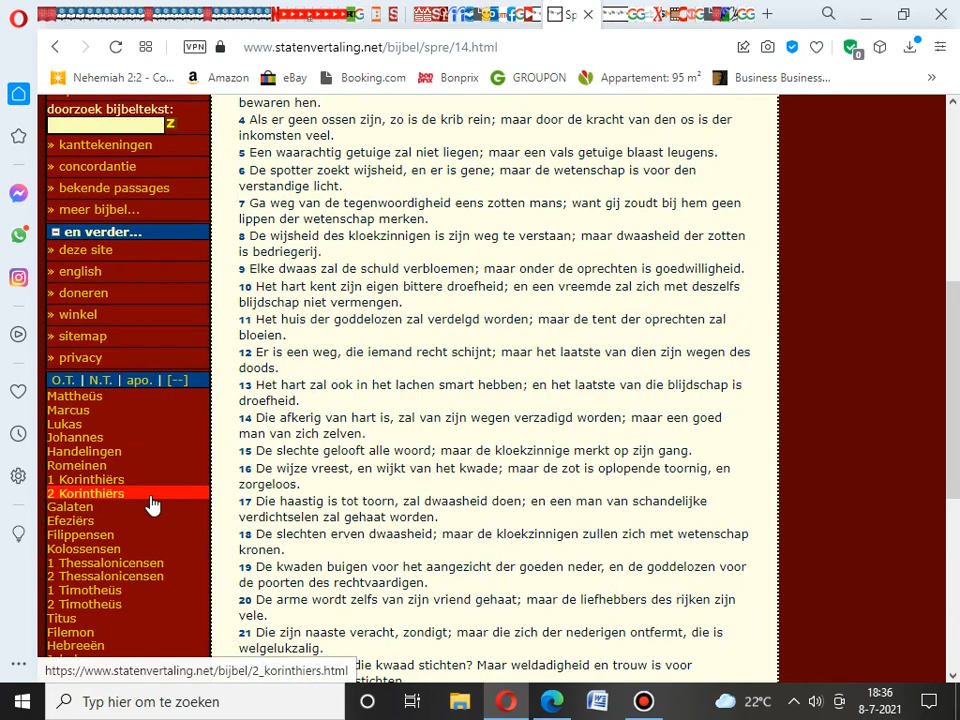 Sp
www.statenvertaling.net/bijbel/spre/14.html
VPN
0
Nehemiah 2:2 - Co...
Amazon
eBay
Booking.com
Bonprix
GROUPON
Appartement: 95 m²
Business Business...
»
doorzoek bijbeltekst:
Z
» kanttekeningen
» concordantie
» bekende passages
» meer bijbel...
en verder...
» deze site
» english
» doneren
» winkel
» sitemap
» privacy
O.T. | N.T. | apo. | [--]
Mattheüs
Marcus
Lukas
Johannes
Handelingen
Romeinen
1 Korinthiërs
2 Korinthiërs
Galaten
Efeziërs
Filippensen
Kolossensen
1 Thessalonicensen
2 Thessalonicensen
1 Timotheüs
2 Timotheüs
Titus
Filemon
Hebreeën
bewaren hen.
4 Als er geen ossen zijn, zo is de krib rein; maar door de kracht van den os is der
inkomsten veel.
5 Een waarachtig getuige zal niet liegen; maar een vals getuige blaast leugens.
6 De spotter zoekt wijsheid, en er is gene; maar de wetenschap is voor den
verstandige licht.
7 Ga weg van de tegenwoordigheid eens zotten mans; want gij zoudt bij hem geen
lippen der wetenschap merken.
8 De wijsheid des kloekzinnigen is zijn weg te verstaan; maar dwaasheid der zotten
is bedriegerij.
9 Elke dwaas zal de schuld verbloemen; maar onder de oprechten is goedwilligheid.
10 Het hart kent zijn eigen bittere droefheid; en een vreemde zal zich met deszelfs
blijdschap niet vermengen.
11 Het huis der goddelozen zal verdelgd worden; maar de tent der oprechten zal
bloeien.
12 Er is een weg, die iemand recht schijnt; maar het laatste van dien zijn wegen des
doods.
13 Het hart zal ook in het lachen smart hebben; en het laatste van die blijdschap is
droefheid.
14 Die afkerig van hart is, zal van zijn wegen verzadigd worden; maar een goed
man van zich zelven.
15 De slechte gelooft alle woord; maar de kloekzinnige merkt op zijn gang.
16 De wijze vreest, en wijkt van het kwade; maar de zot is oplopende toornig, en
zorgeloos.
17 Die haastig is tot toorn, zal dwaasheid doen; en een man van schandelijke
verdichtselen zal gehaat worden.
18 De slechten erven dwaasheid; maar de kloekzinnigen zullen zich met wetenschap
kronen.
19 De kwaden buigen voor het aangezicht der goeden neder, en de goddelozen voor
de poorten des rechtvaardigen.
20 De arme wordt zelfs van zijn vriend gehaat; maar de liefhebbers des rijken zijn
vele.
21 Die zijn naaste veracht, zondigt; maar die zich der nederigen ontfermt, die is
welgelukzalig.
die kwaad stichten? Maar weldadigheid en trouw is voor
stichten.
https://www.statenvertaling.net/bijbel/2_korinthiers.html
Typ hier om te zoeken
22°C
18:36
8-7-2021